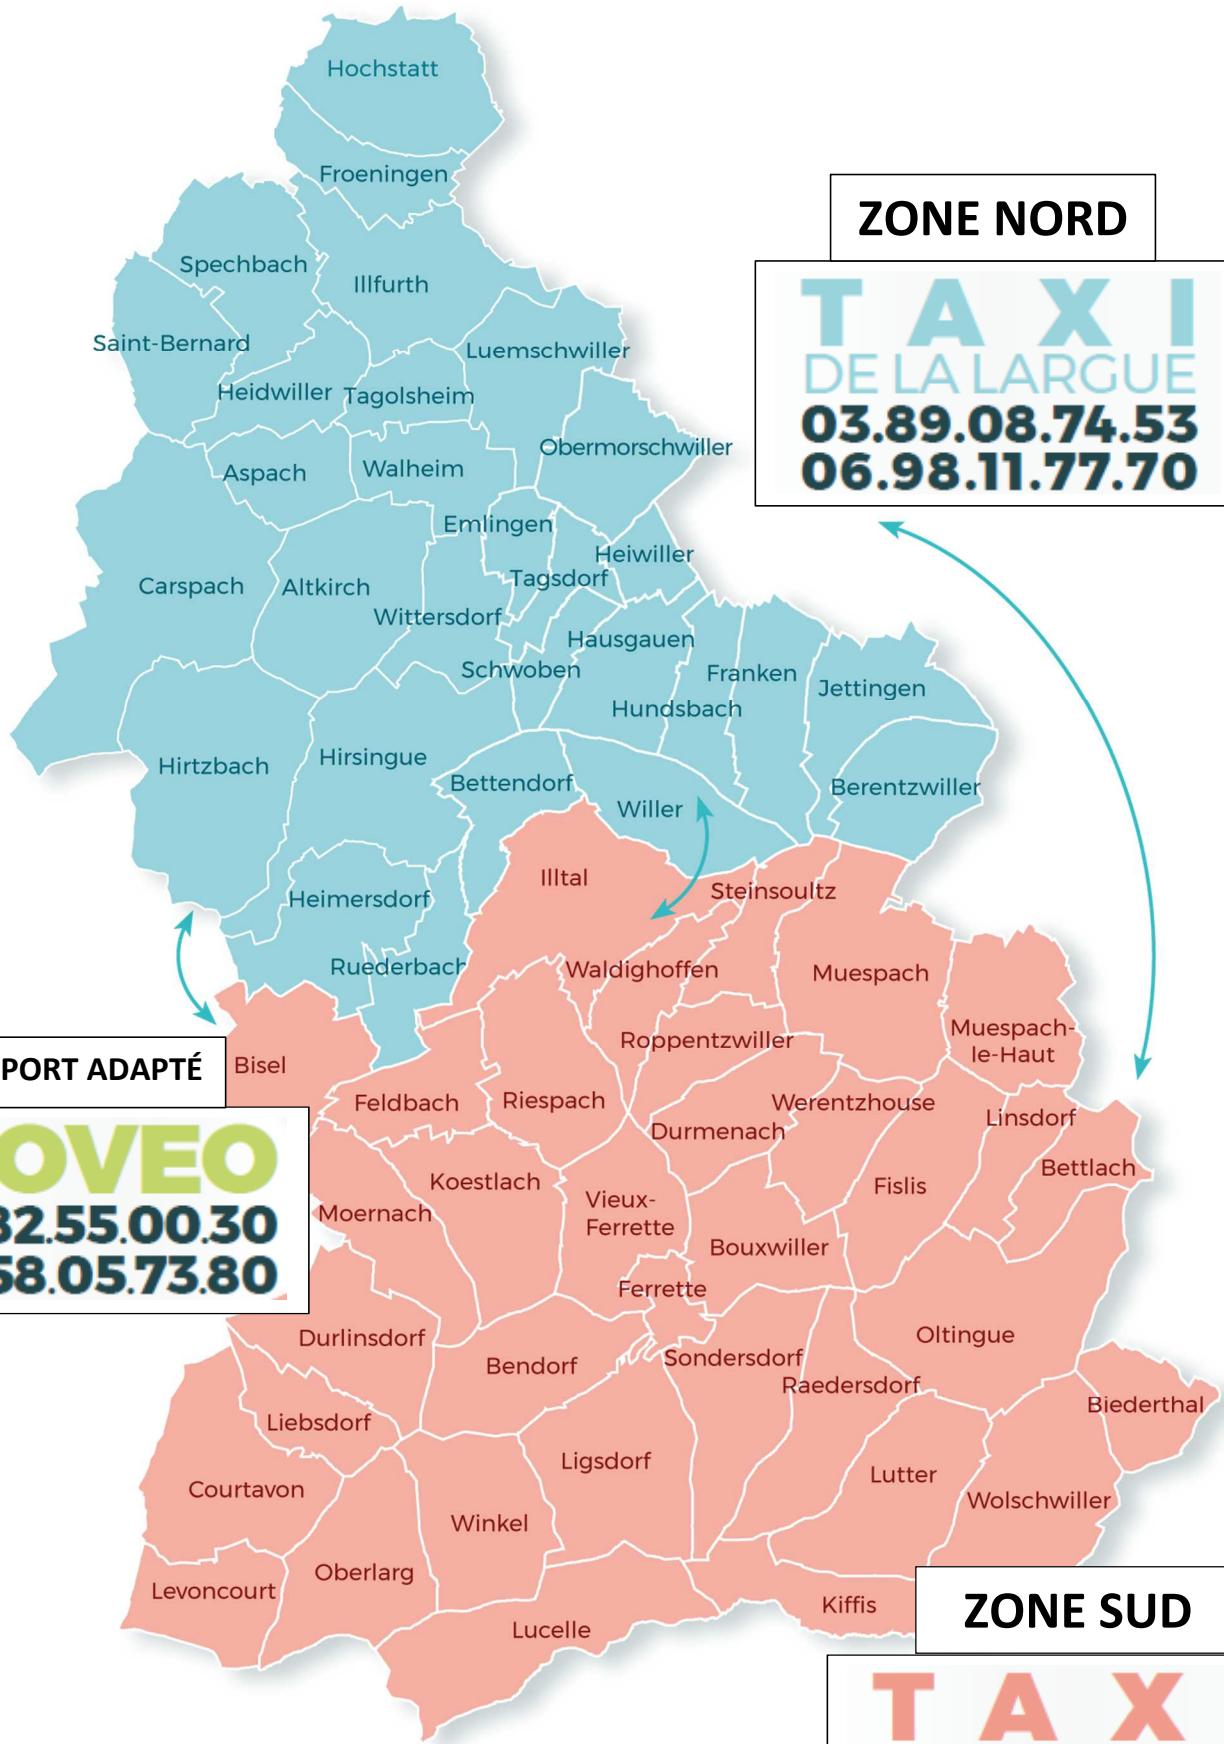 Hochstatt
Froeningen
ZONE NORD
Spechbach
Illfurth
TAXI
DE LA LARGUE
03.89.08.74.53
06.98.11.77.70
Saint-Bernard
Luemschwiller
Heidwiller
Tagolsheim
Obermorschwiller
Aspach
Walheim
Emlingen
Heiwiller
Tagsdorf
Carspach
Altkirch
Wittersdorf
Hausgauen
Schwoben
Franken
Jettingen
Hundsbach
Hirtzbach
Hirsingue
Bettendorf
Berentzwiller
Willer
Illtal
Steinsoultz
Heimersdorf
Ruederbach
Waldighoffen
Muespach
Muespach-
le-Haut
Roppentzwiller
PORT ADAPTÉ
Bisel
Feldbach
Riespach
Werentzhouse
Linsdorf
Durmenach
OVEO
32.55.00.30
58.05.73.80
Bettlach
Koestlach
Fislis
Vieux-
Ferrette
Moernach
Bouxwiller
Ferrette
Durlinsdorf
Oltingue
Bendorf
Sondersdorf
Raedersdorf
Biederthal
Liebsdorf
Ligsdorf
Lutter
Courtavon
Wolschwiller
Winkel
Oberlarg
Levoncourt
Kiffis
Lucelle
ZONE SUD
TAX